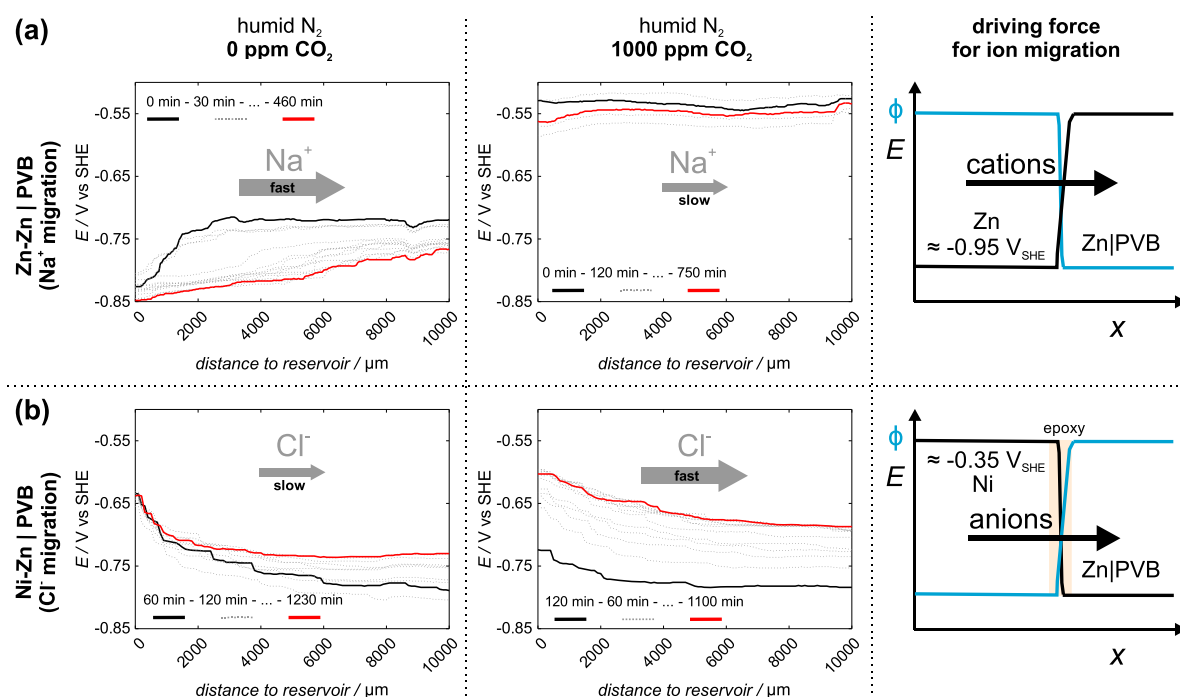 (a)
humid N₂
0 ppm CO₂
humid N₂
1000 ppm CO₂
driving force
for ion migration
Zn-Zn | PVB
(Na⁺ migration)
E / V vs SHE
-0.55
-0.65
-0.75
-0.85
0 min - 30 min - ... - 460 min
Na⁺
fast
0
2000
4000
6000
8000
10000
distance to reservoir / µm
E / V vs SHE
-0.55
-0.65
-0.75
-0.85
Na⁺
slow
0 min - 120 min - ... - 750 min
0
2000
4000
6000
8000
10000
distance to reservoir / µm
ϕ
E
cations
Zn
≈ -0.95 V_SHE
Zn|PVB
x
(b)
Ni-Zn | PVB
(Cl⁻ migration)
E / V vs SHE
-0.55
-0.65
-0.75
-0.85
Cl⁻
slow
60 min - 120 min - ... - 1230 min
0
2000
4000
6000
8000
10000
distance to reservoir / µm
E / V vs SHE
-0.55
-0.65
-0.75
-0.85
Cl⁻
fast
120 min - 60 min - ... - 1100 min
0
2000
4000
6000
8000
10000
distance to reservoir / µm
epoxy
ϕ
E
≈ -0.35 V_SHE
Ni
anions
Zn|PVB
x